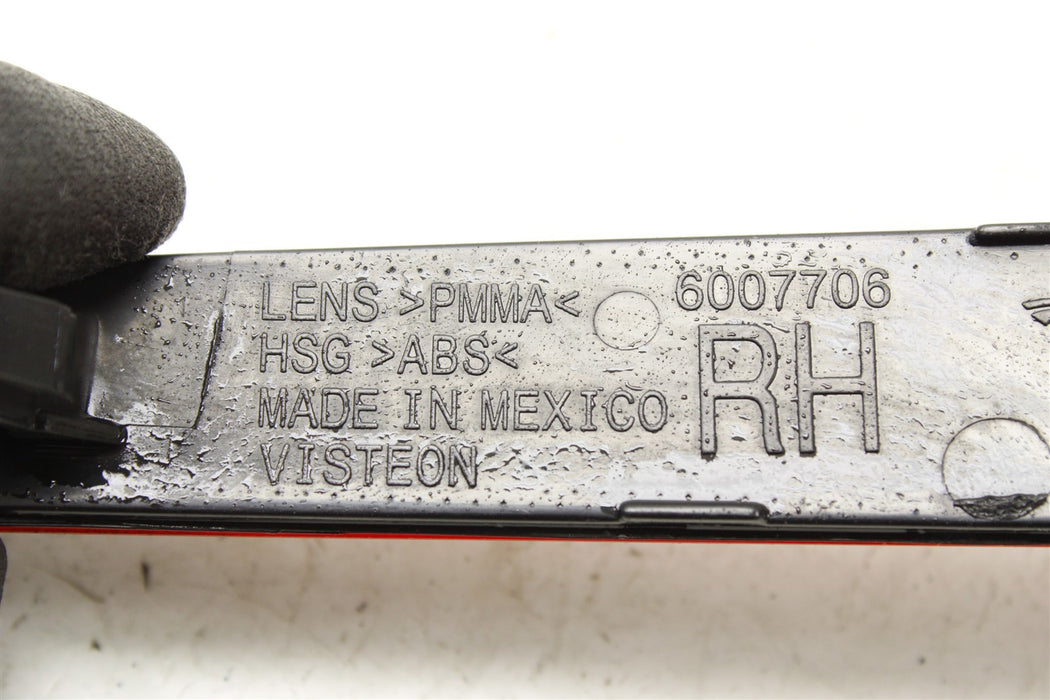 LENS >PMMA< 6007706
HSG >ABS< RH
MADE IN MEXICO
VISTEON